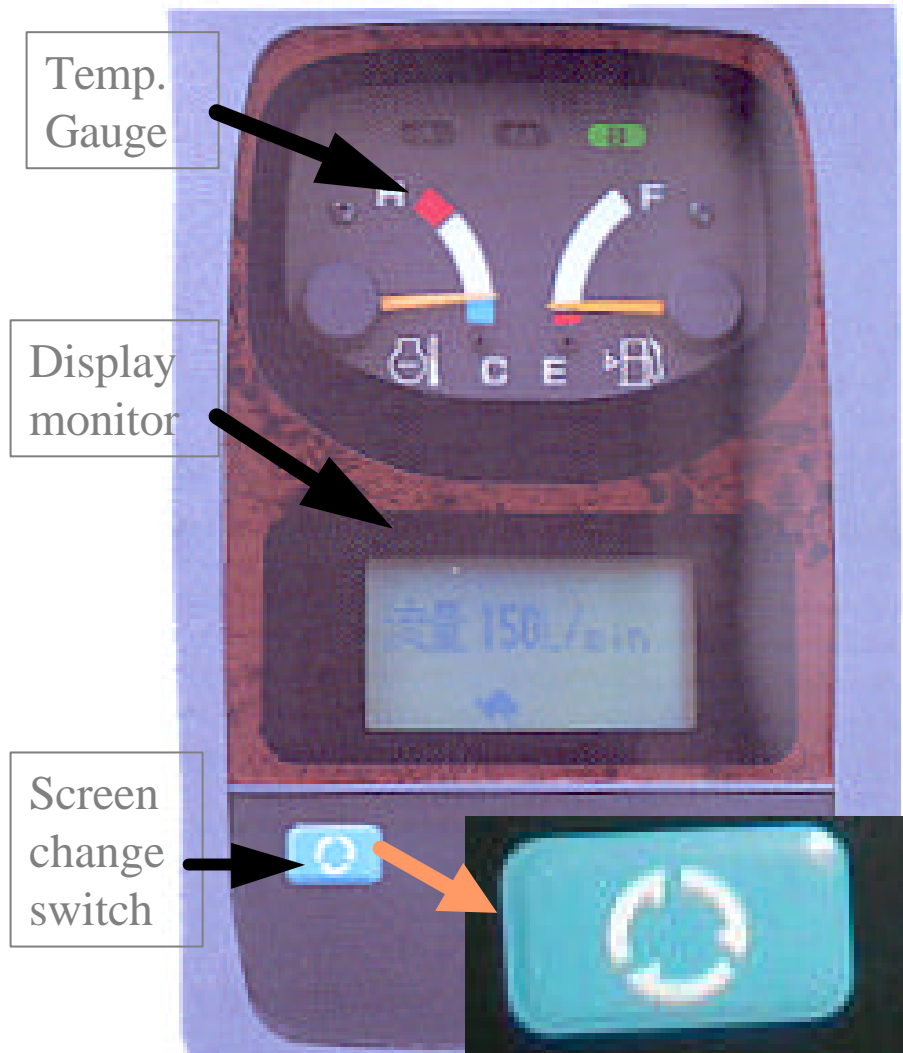 Temp.
Gauge
H
F
C
E
Display
monitor
流量 150L/min
Screen
change
switch